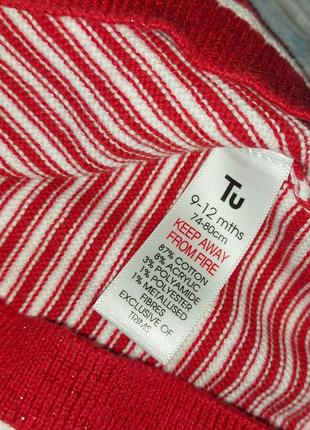 Tu
9-12 mths
74-80cm
KEEP AWAY
FROM FIRE
87% COTTON
8% ACRYLIC
3% POLYAMIDE
1% POLYESTER
1% METALLISED
FIBRES
EXCLUSIVE OF
TRIMS